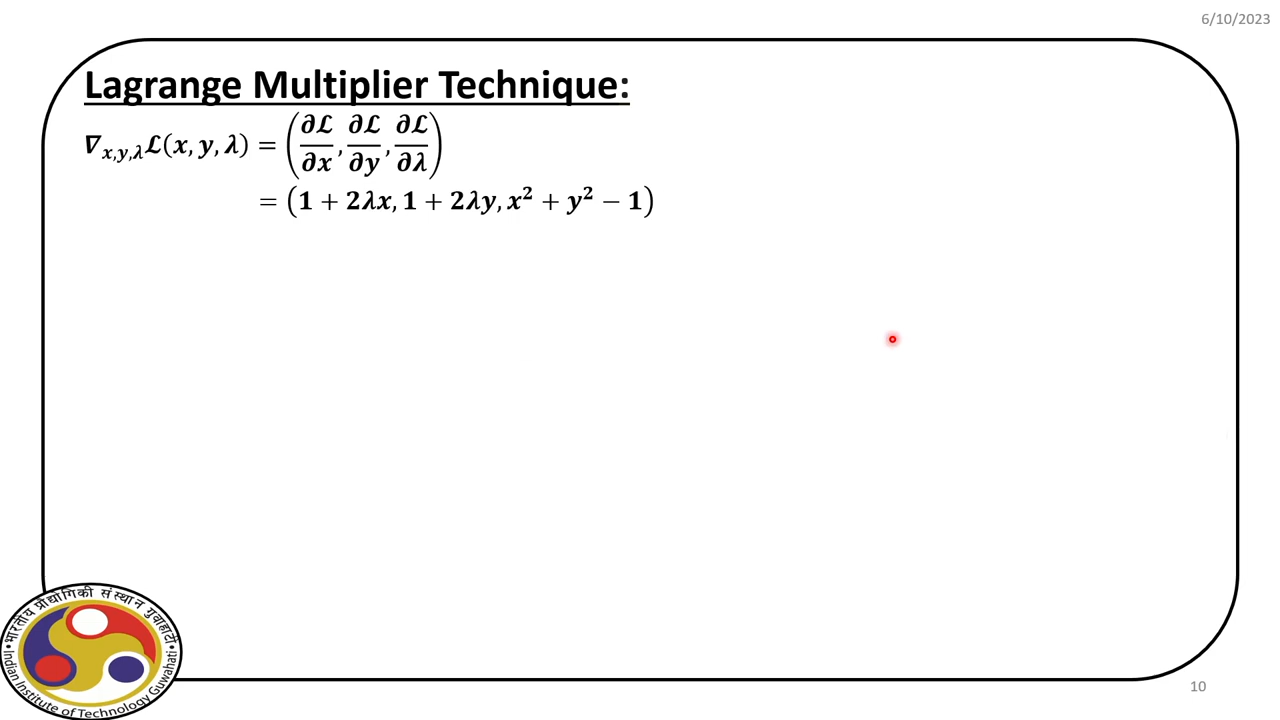 6/10/2023
Lagrange Multiplier Technique:
∇x,y,λℒ(x, y, λ) = (∂ℒ/∂x, ∂ℒ/∂y, ∂ℒ/∂λ)
= (1 + 2λx, 1 + 2λy, x² + y² − 1)
भारतीय प्रौद्योगिकी संस्थान गुवाहाटी
Indian Institute of Technology Guwahati
10